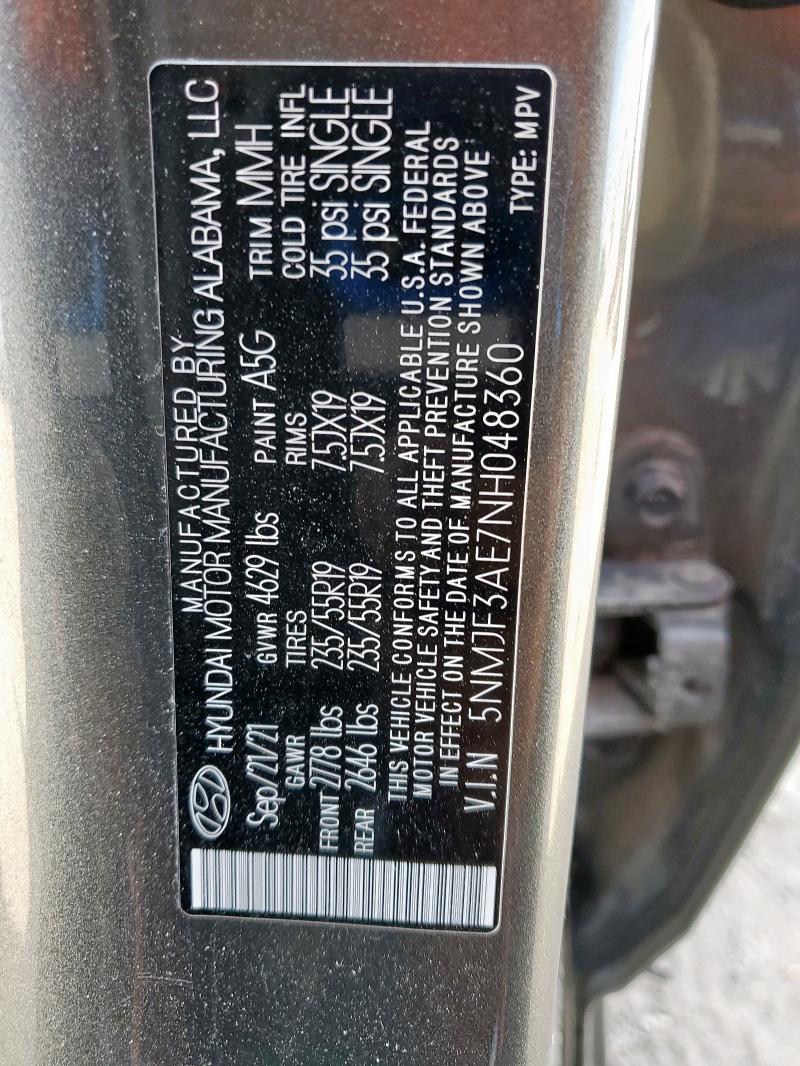 MANUFACTURED BY
HYUNDAI MOTOR MANUFACTURING ALABAMA, LLC
Sep/21/21 GVWR 4629 lbs PAINT A5G TRIM MMH
GAWR TIRES RIMS COLD TIRE INFL
FRONT 2778 lbs 235/55R19 7.5JX19 35 psi SINGLE
REAR 2646 lbs 235/55R19 7.5JX19 35 psi SINGLE
THIS VEHICLE CONFORMS TO ALL APPLICABLE U.S.A. FEDERAL
MOTOR VEHICLE SAFETY AND THEFT PREVENTION STANDARDS
IN EFFECT ON THE DATE OF MANUFACTURE SHOWN ABOVE
V.I.N 5NMJF3AE7NH048360 TYPE: MPV